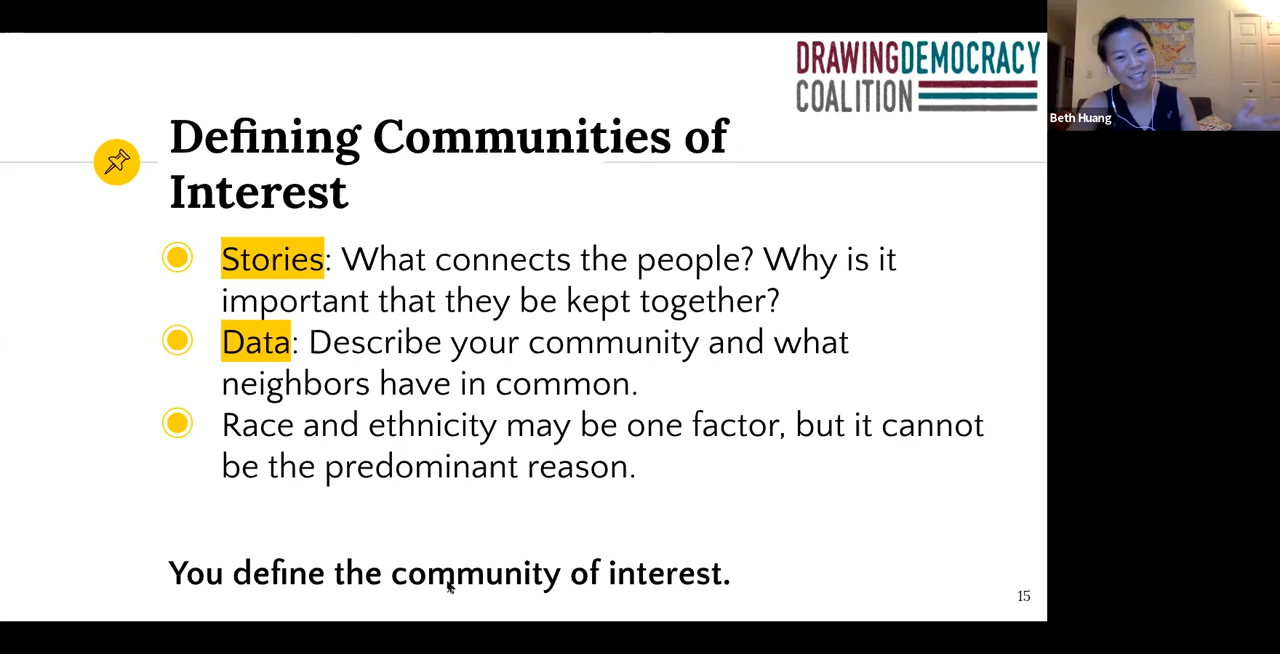 DRAWINGDEMOCRACY
COALITION
Beth Huang
Defining Communities of
Interest
Stories: What connects the people? Why is it
important that they be kept together?
Data: Describe your community and what
neighbors have in common.
Race and ethnicity may be one factor, but it cannot
be the predominant reason.
You define the community of interest.
15